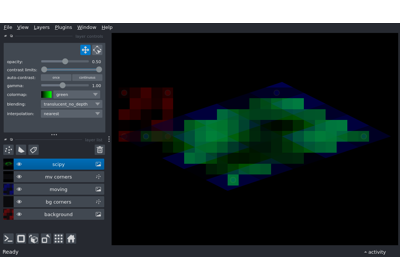 File View Layers Plugins Window Help
opacity: 0.50
contrast limits:
auto-contrast: once continuous
gamma: 1.00
colormap: green
blending: translucent_no_depth
interpolation: nearest
scipy
mv corners
moving
bg corners
background
Ready activity